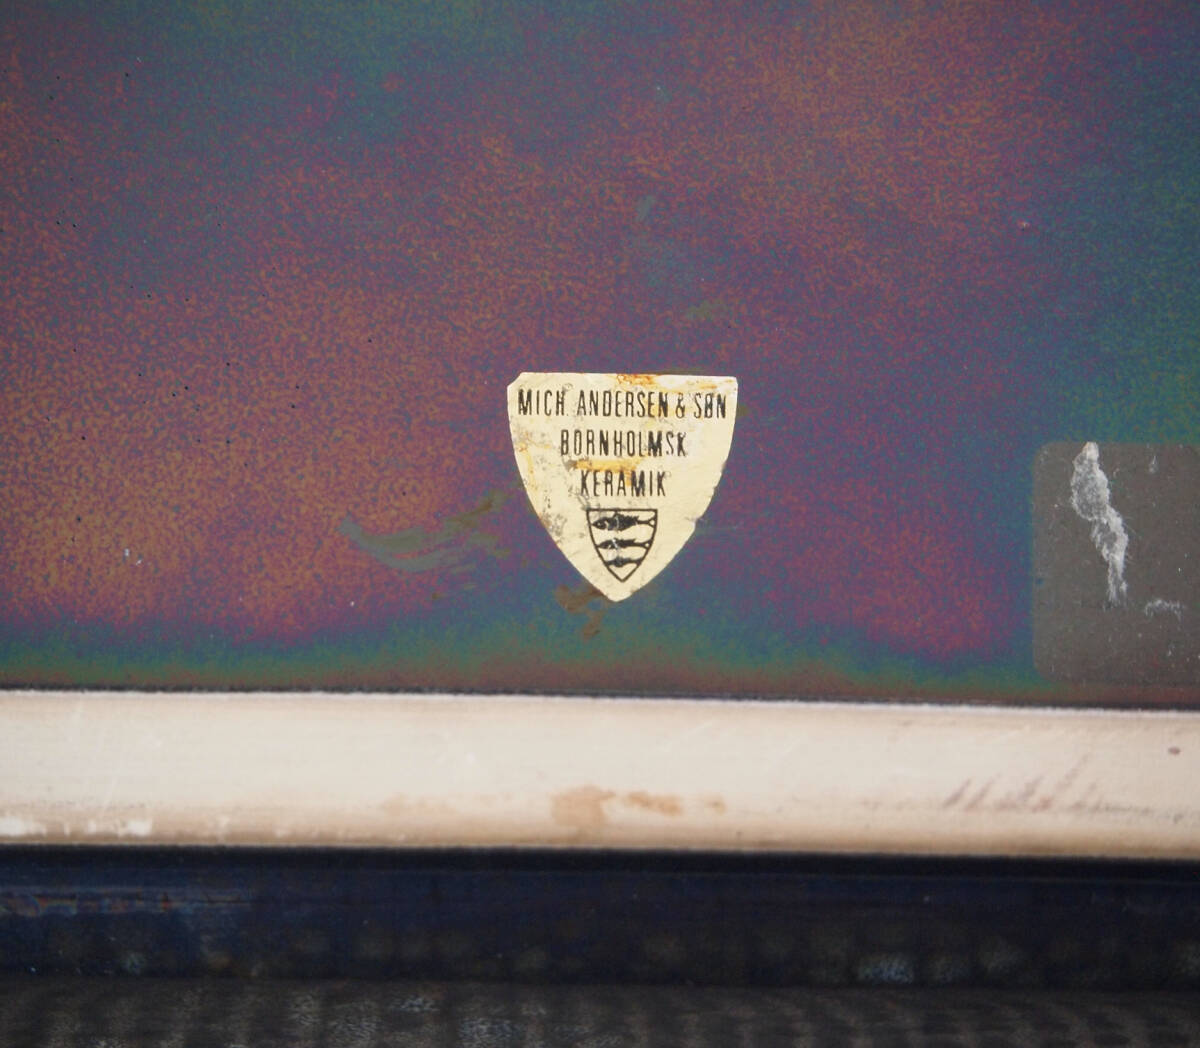 MICH. ANDERSEN & SØN
BORNHOLMSK
KERAMIK